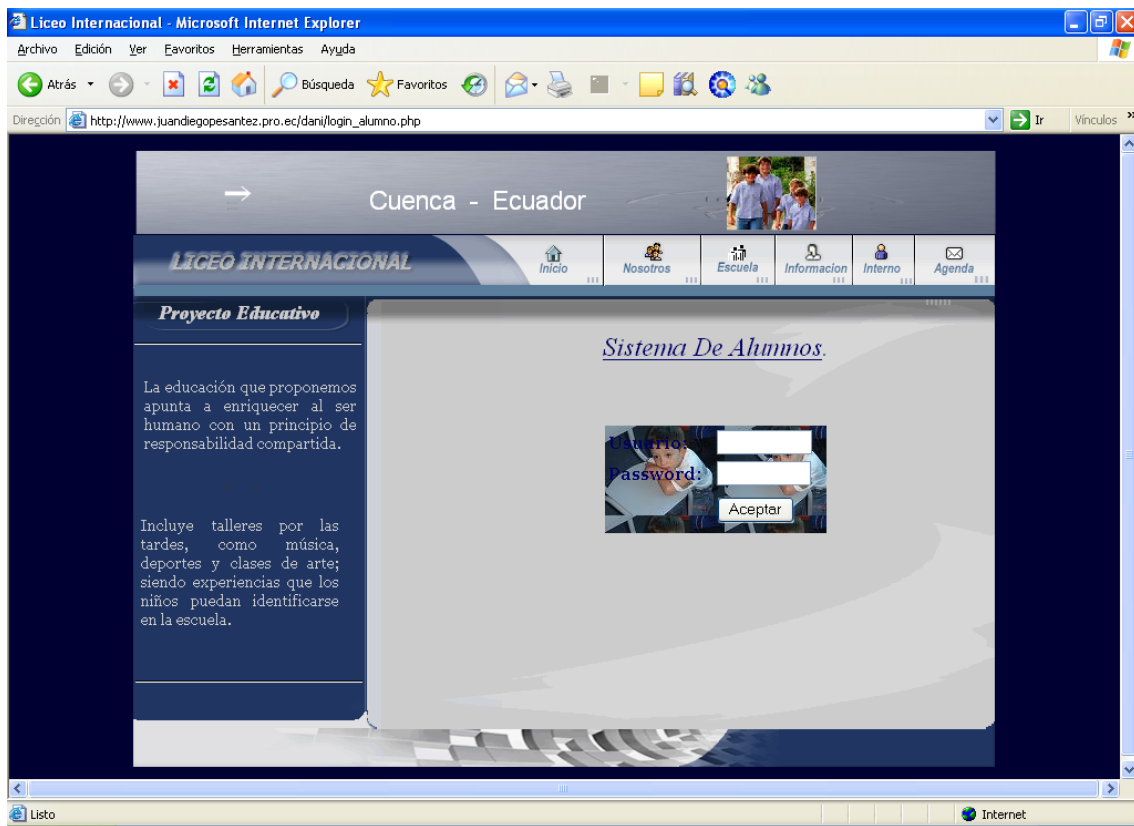 Liceo Internacional - Microsoft Internet Explorer
Archivo Edición Ver Favoritos Herramientas Ayuda
Atrás Búsqueda Favoritos
Dirección http://www.juandiegopesantez.pro.ec/dani/login_alumno.php Ir Vínculos »
→ Cuenca - Ecuador
LICEO INTERNACIONAL
Inicio Nosotros Escuela Informacion Interno Agenda
Proyecto Educativo
La educación que proponemos
apunta a enriquecer al ser
humano con un principio de
responsabilidad compartida.
Incluye talleres por las
tardes, como música,
deportes y clases de arte;
siendo experiencias que los
niños puedan identificarse
en la escuela.
Sistema De Alumnos.
Usuario:
Password:
Aceptar
Listo Internet